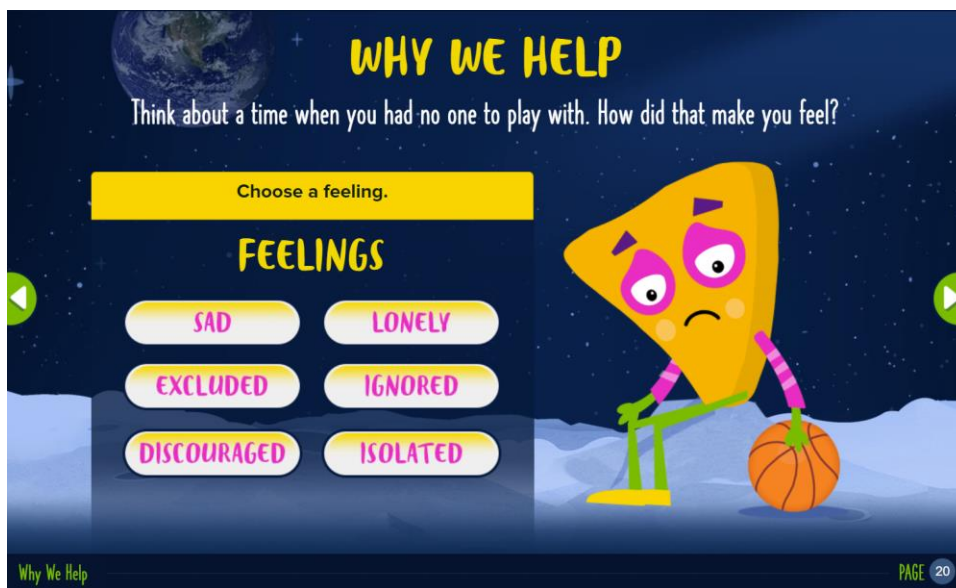 WHY WE HELP
Think about a time when you had no one to play with. How did that make you feel?
Choose a feeling.
FEELINGS
SAD
LONELY
EXCLUDED
IGNORED
DISCOURAGED
ISOLATED
Why We Help
PAGE 20